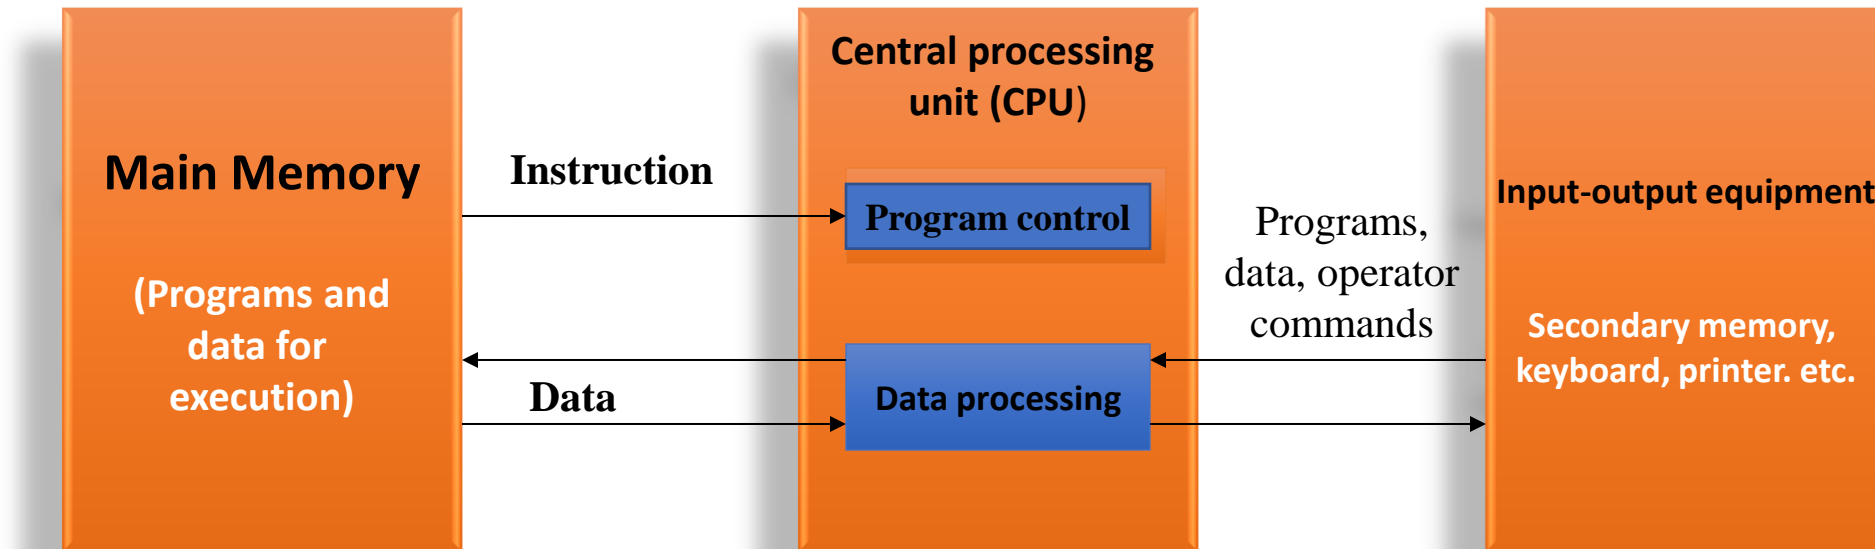 Main Memory
(Programs and
data for
execution)
Instruction
Data
Central processing
unit (CPU)
Program control
Data processing
Programs,
data, operator
commands
Input-output equipment
Secondary memory,
keyboard, printer. etc.